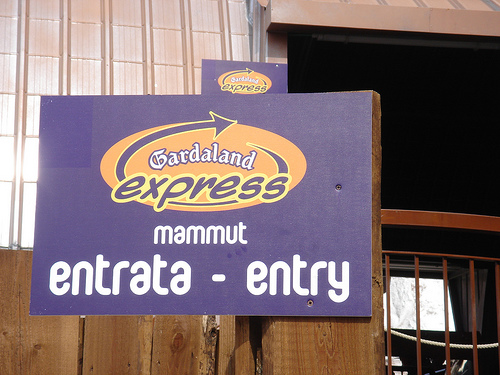 Gardaland
express
Gardaland
express
mammut
entrata - entry